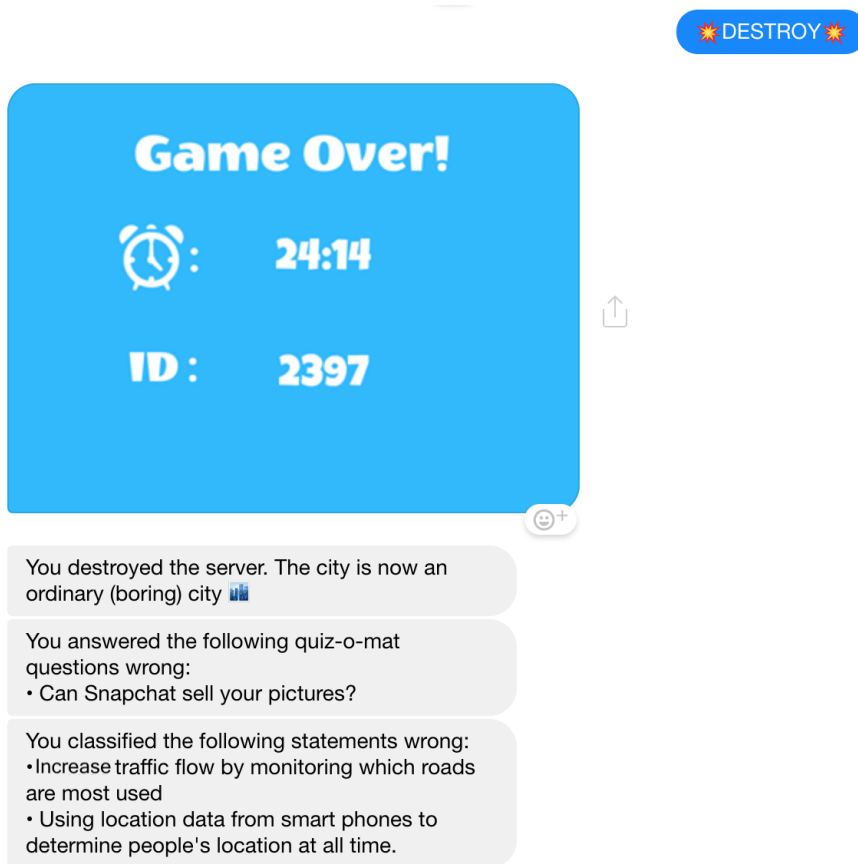 💥DESTROY💥
Game Over!
: 24:14
ID : 2397
You destroyed the server. The city is now an
ordinary (boring) city 🏙
You answered the following quiz-o-mat
questions wrong:
• Can Snapchat sell your pictures?
You classified the following statements wrong:
•Increase traffic flow by monitoring which roads
are most used
• Using location data from smart phones to
determine people's location at all time.